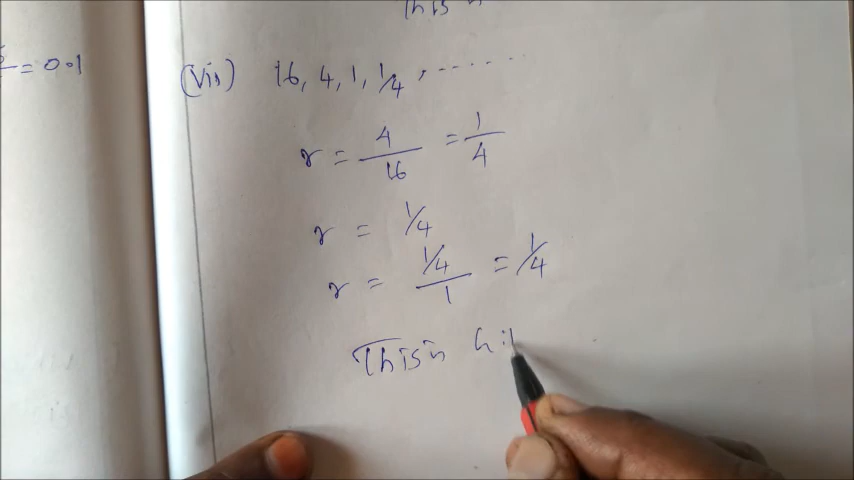 This
= 0.1
(vii) 16, 4, 1, 1/4, .......
r = 4/16 = 1/4
r = 1/4
r = (1/4)/1 = 1/4
This is G.